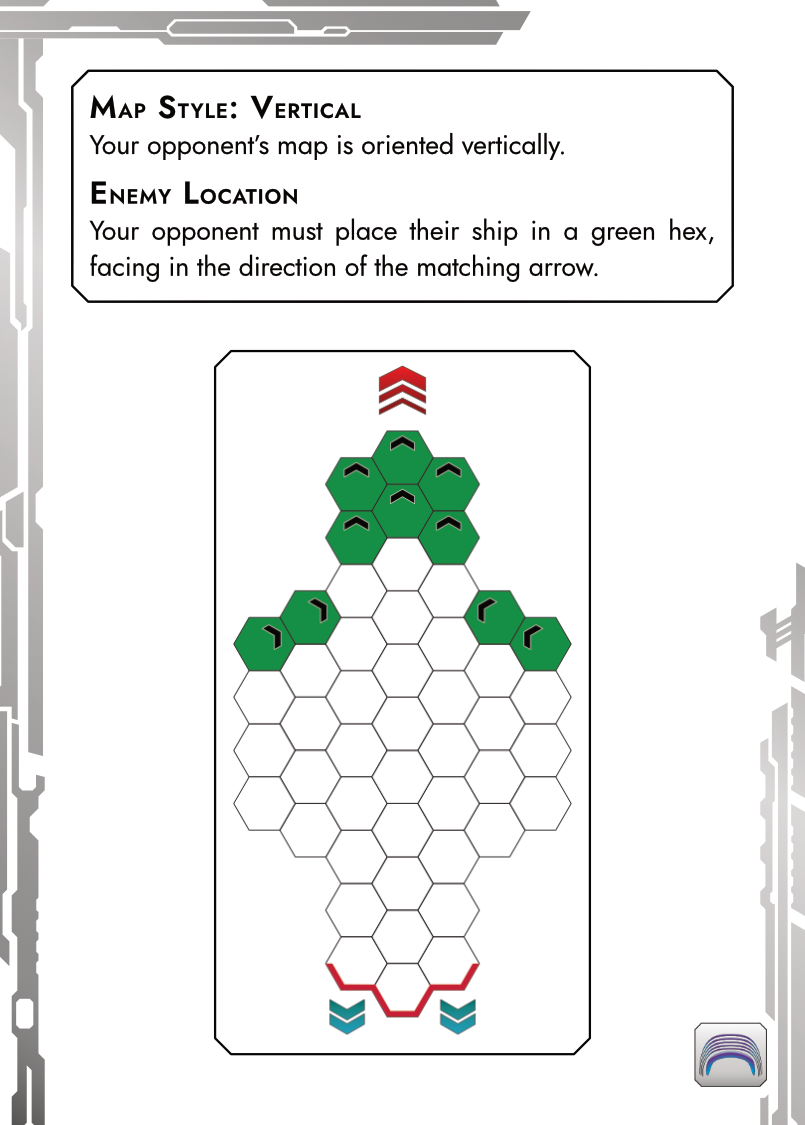 Map Style: Vertical
Your opponent's map is oriented vertically.
Enemy Location
Your opponent must place their ship in a green hex,
facing in the direction of the matching arrow.